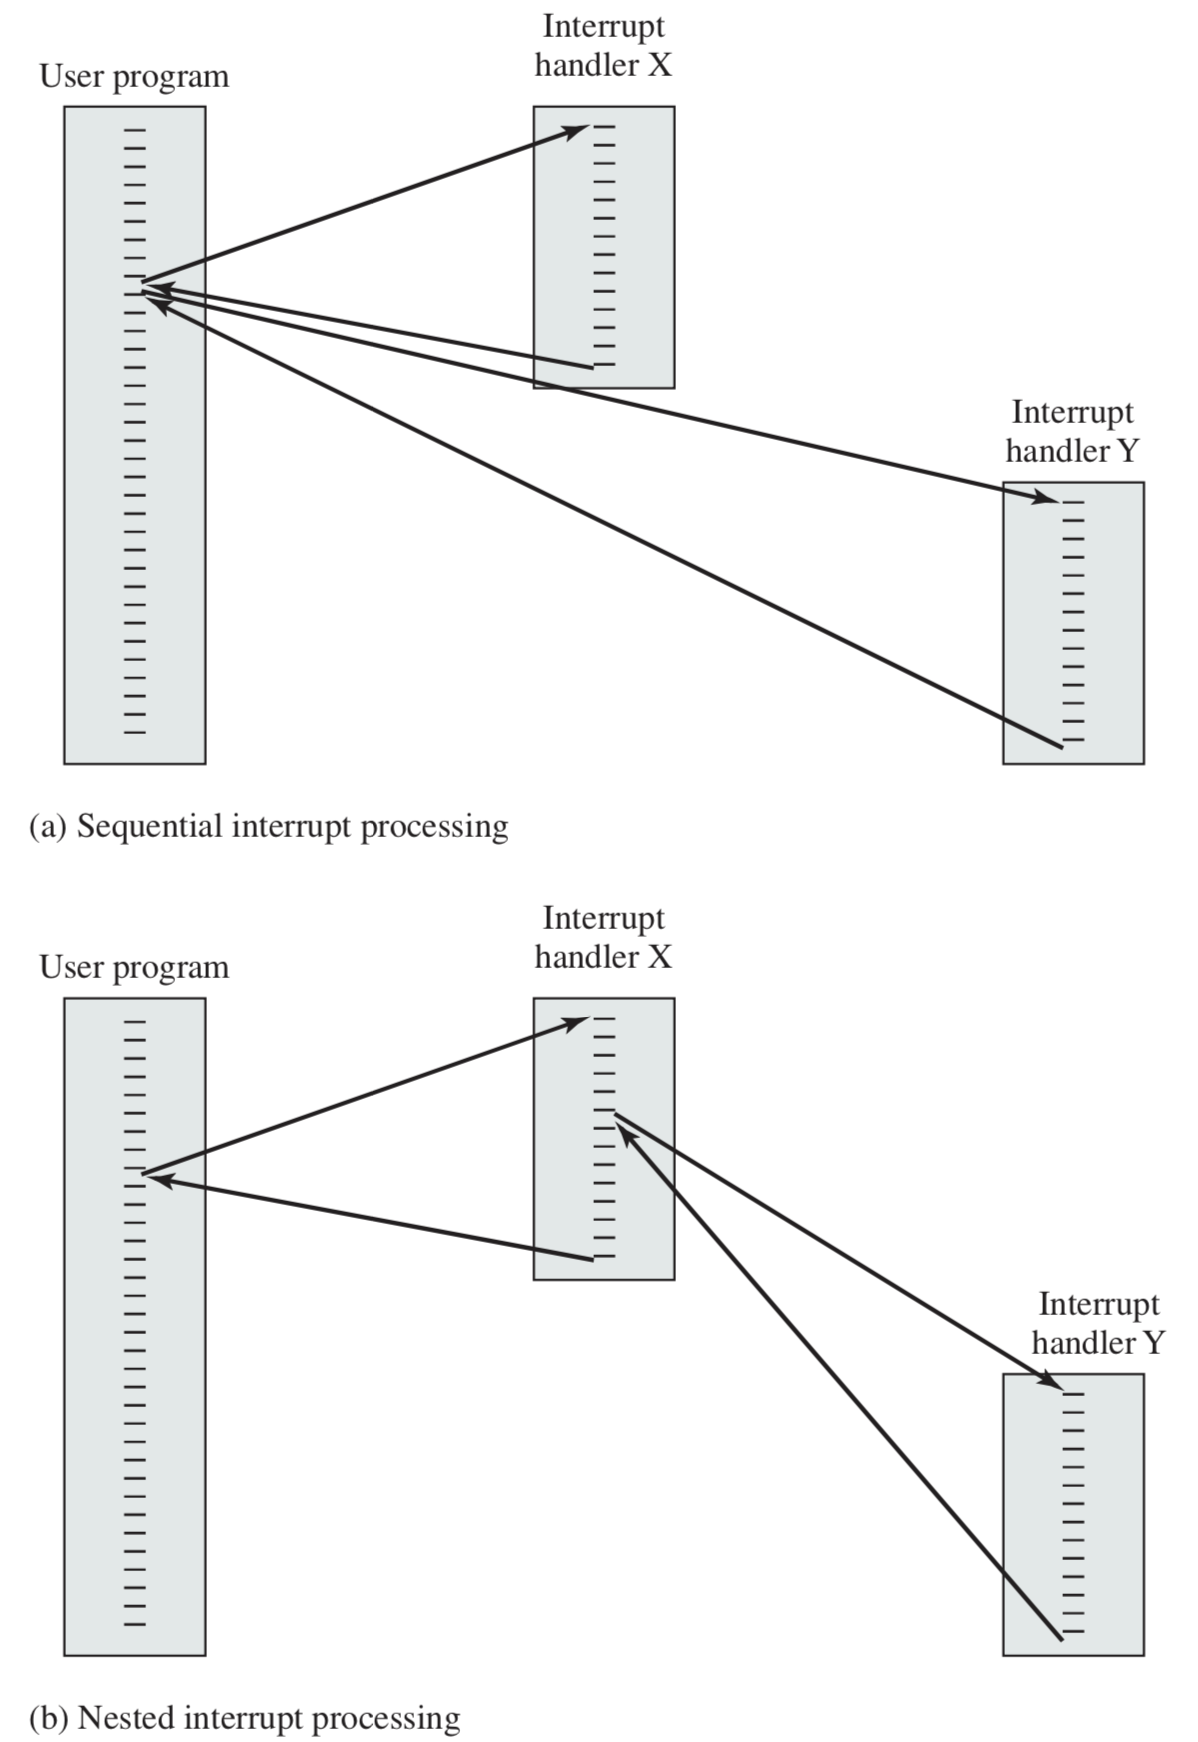 Interrupt
handler X
User program
Interrupt
handler Y
(a) Sequential interrupt processing
Interrupt
handler X
User program
Interrupt
handler Y
(b) Nested interrupt processing